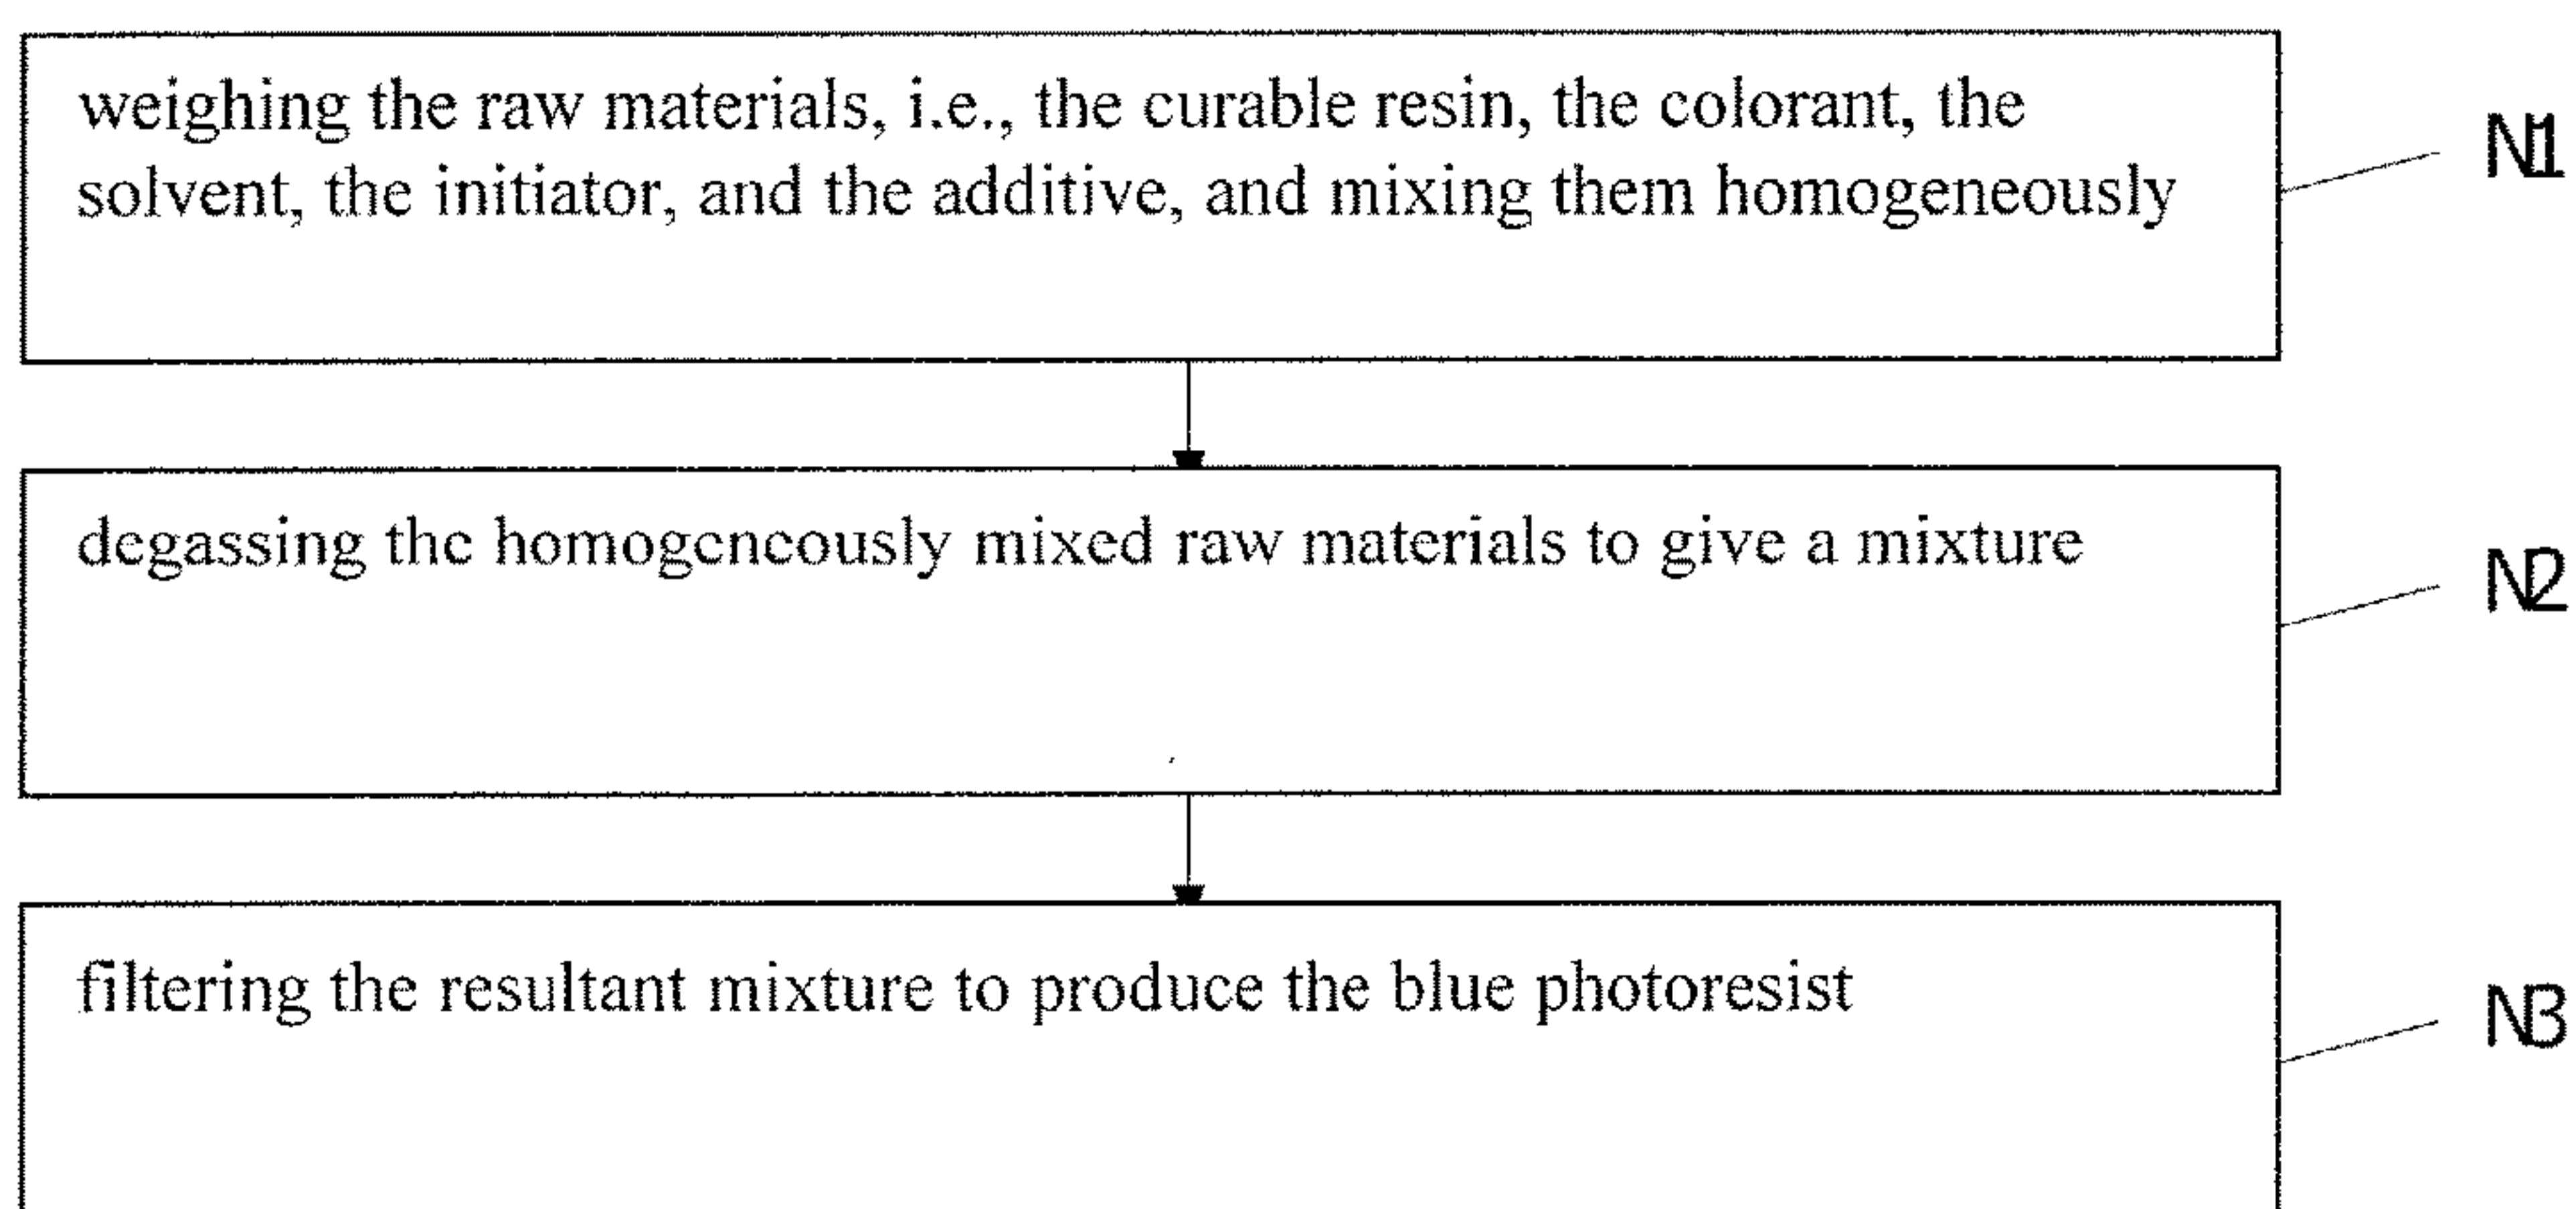 weighing the raw materials, i.e., the curable resin, the colorant, the
solvent, the initiator, and the additive, and mixing them homogeneously
N1
degassing the homogeneously mixed raw materials to give a mixture
N2
filtering the resultant mixture to produce the blue photoresist
N3